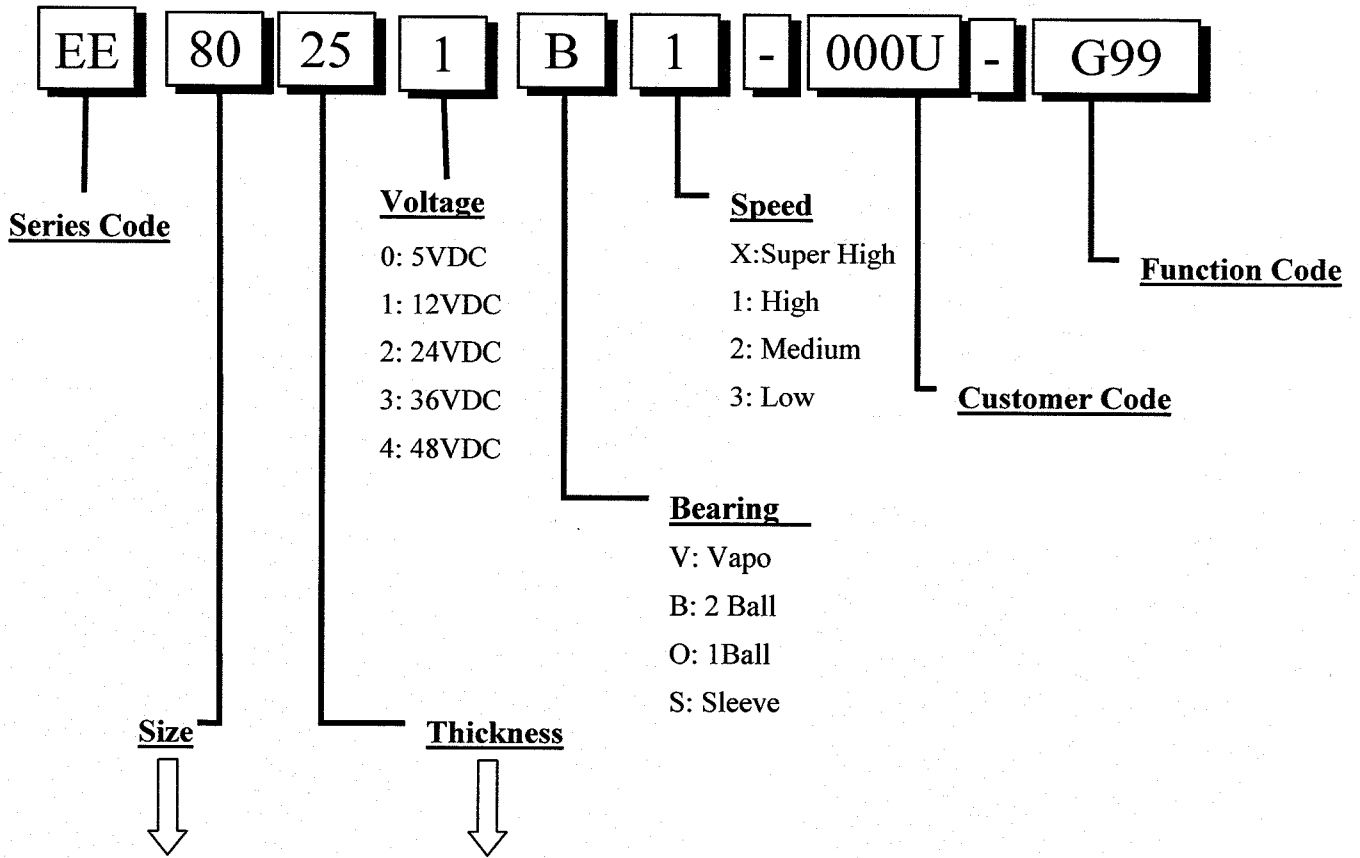 EE 80 25 1 B 1 - 000U - G99
Series Code
Voltage
0: 5VDC
1: 12VDC
2: 24VDC
3: 36VDC
4: 48VDC
Speed
X:Super High
1: High
2: Medium
3: Low
Function Code
Customer Code
Bearing
V: Vapo
B: 2 Ball
O: 1Ball
S: Sleeve
Size
Thickness